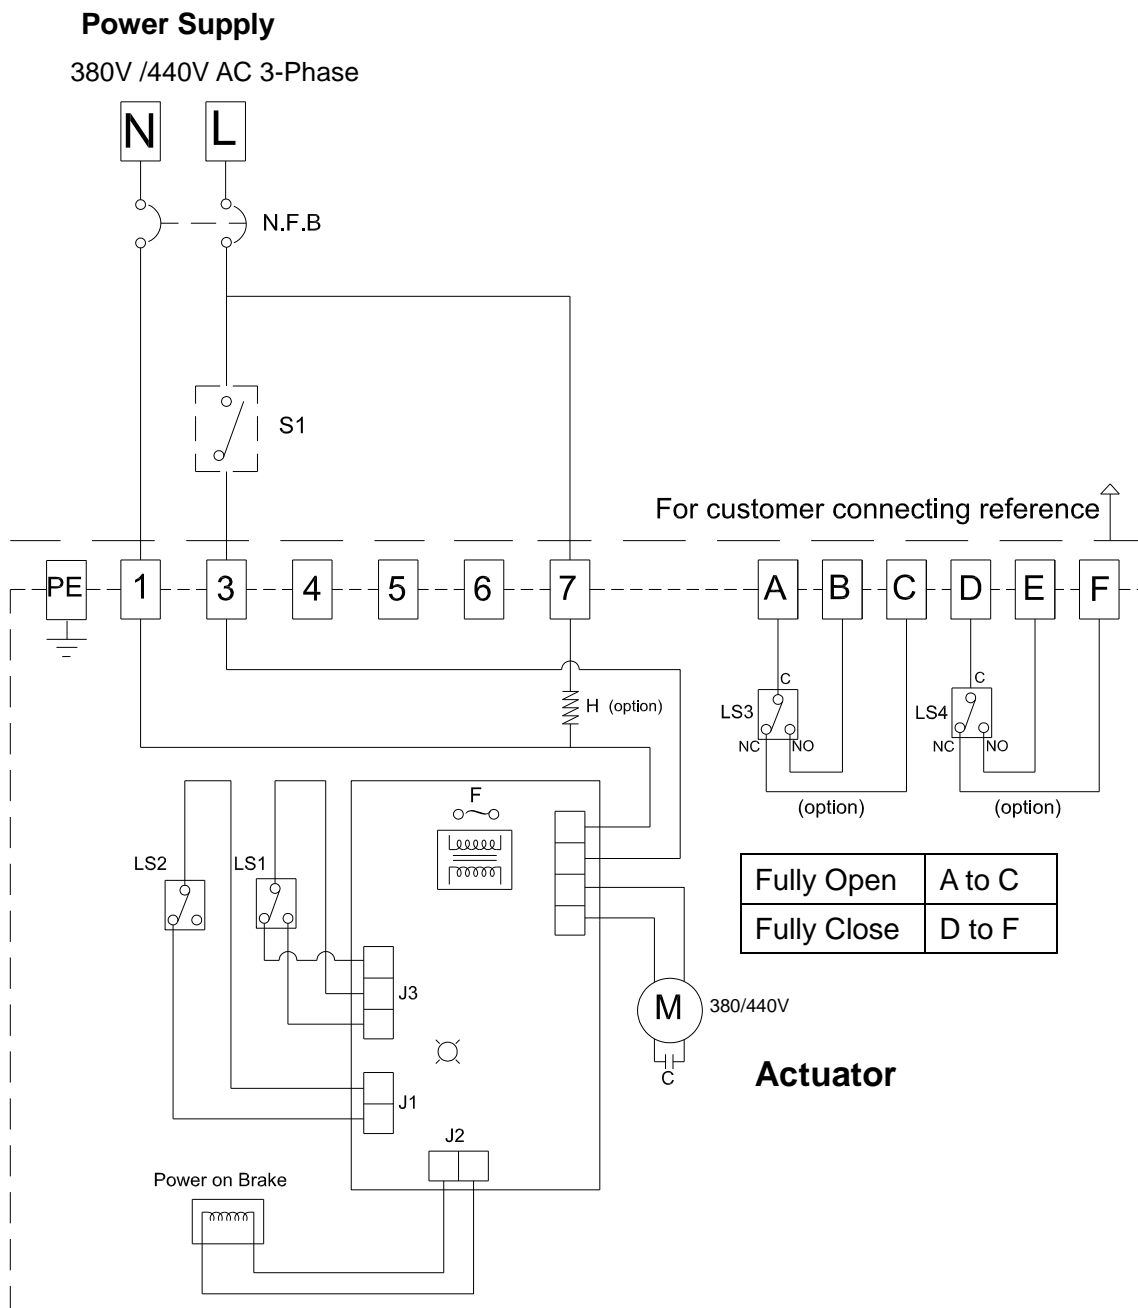 Power Supply
380V /440V AC 3-Phase
N L
N.F.B
S1
For customer connecting reference
PE 1 3 4 5 6 7 A B C D E F
C C
LS3 LS4
H (option)
NC NO NC NO
(option) (option)
F
LS2 LS1
Fully Open A to C
Fully Close D to F
J3
M 380/440V
C
Actuator
J1
J2
Power on Brake